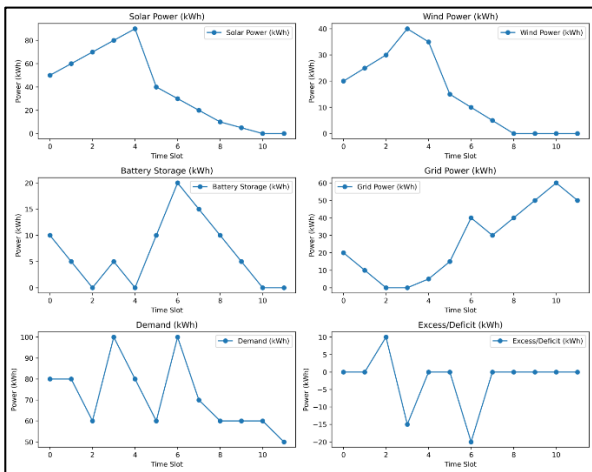 Solar Power (kWh)
Power (kWh)
80
60
40
20
0
Solar Power (kWh)
0 2 4 6 8 10
Time Slot
Wind Power (kWh)
Power (kWh)
40
30
20
10
0
Wind Power (kWh)
0 2 4 6 8 10
Time Slot
Battery Storage (kWh)
Power (kWh)
20
15
10
5
0
Battery Storage (kWh)
0 2 4 6 8 10
Time Slot
Grid Power (kWh)
Power (kWh)
60
50
40
30
20
10
0
Grid Power (kWh)
0 2 4 6 8 10
Time Slot
Demand (kWh)
Power (kWh)
100
90
80
70
60
50
Demand (kWh)
0 2 4 6 8 10
Time Slot
Excess/Deficit (kWh)
Power (kWh)
10
5
0
−5
−10
−15
−20
Excess/Deficit (kWh)
0 2 4 6 8 10
Time Slot